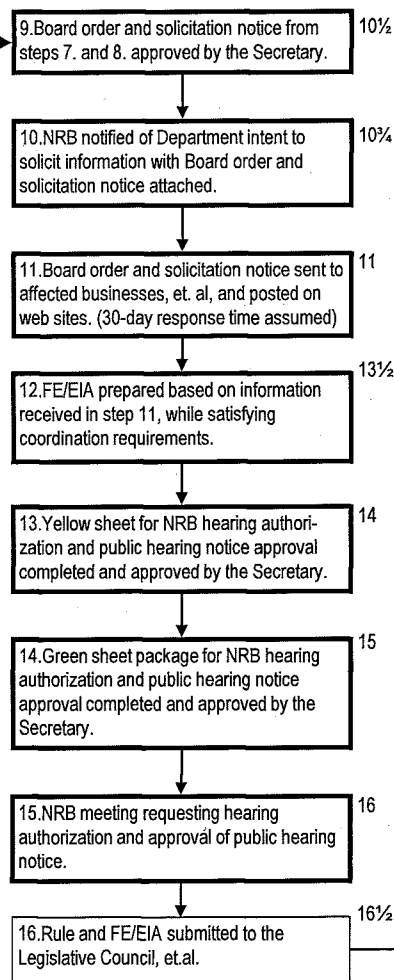 9.Board order and solicitation notice from
steps 7. and 8. approved by the Secretary.
10½
10.NRB notified of Department intent to
solicit information with Board order and
solicitation notice attached.
10¾
11.Board order and solicitation notice sent to
affected businesses, et. al, and posted on
web sites. (30-day response time assumed)
11
12.FE/EIA prepared based on information
received in step 11, while satisfying
coordination requirements.
13½
13.Yellow sheet for NRB hearing authori-
zation and public hearing notice approval
completed and approved by the Secretary.
14
14.Green sheet package for NRB hearing
authorization and public hearing notice
approval completed and approved by the
Secretary.
15
15.NRB meeting requesting hearing
authorization and approval of public hearing
notice.
16
16.Rule and FE/EIA submitted to the
Legislative Council, et.al.
16½